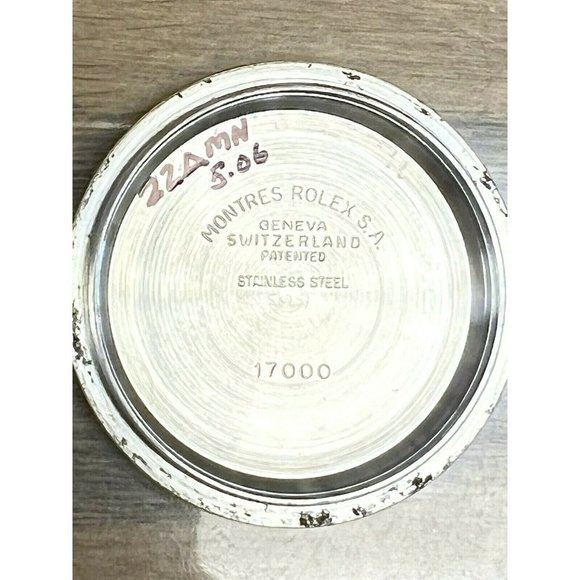 22AMN
5.06
MONTRES ROLEX S.A.
GENEVA
SWITZERLAND
PATENTED
STAINLESS STEEL
17000